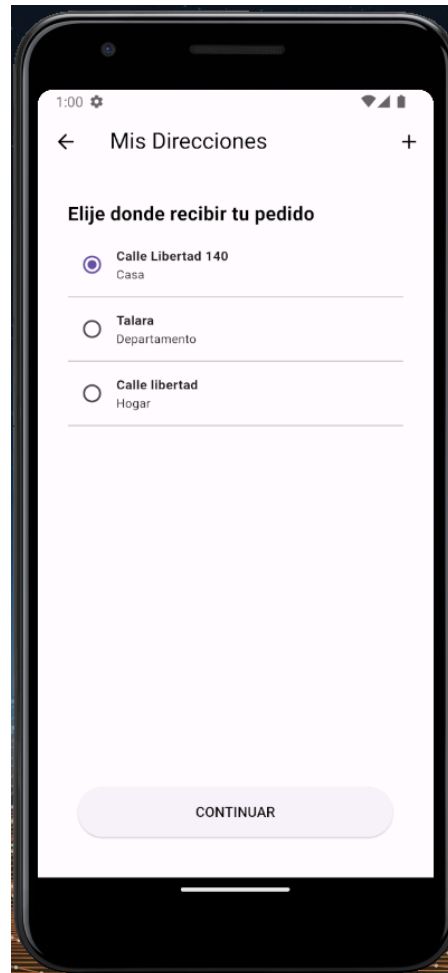 1:00
Mis Direcciones
Elije donde recibir tu pedido
Calle Libertad 140
Casa
Talara
Departamento
Calle libertad
Hogar
CONTINUAR